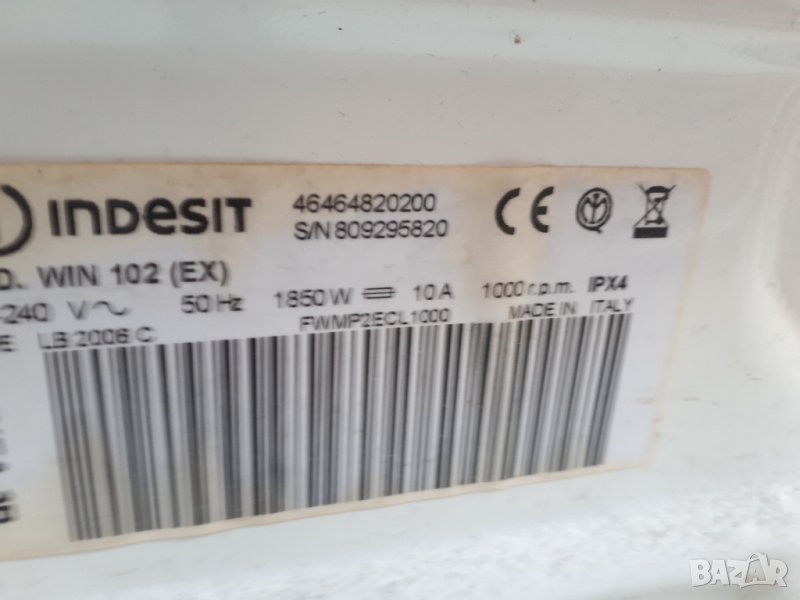 INDESIT
46464820200
S/N 809295820
D. WIN 102 (EX)
-240 V 50 Hz 1850 W 10 A 1000 r.p.m. IPX4
E LB 2006 C FWMP2ECL1000 MADE IN ITALY
BAZAR